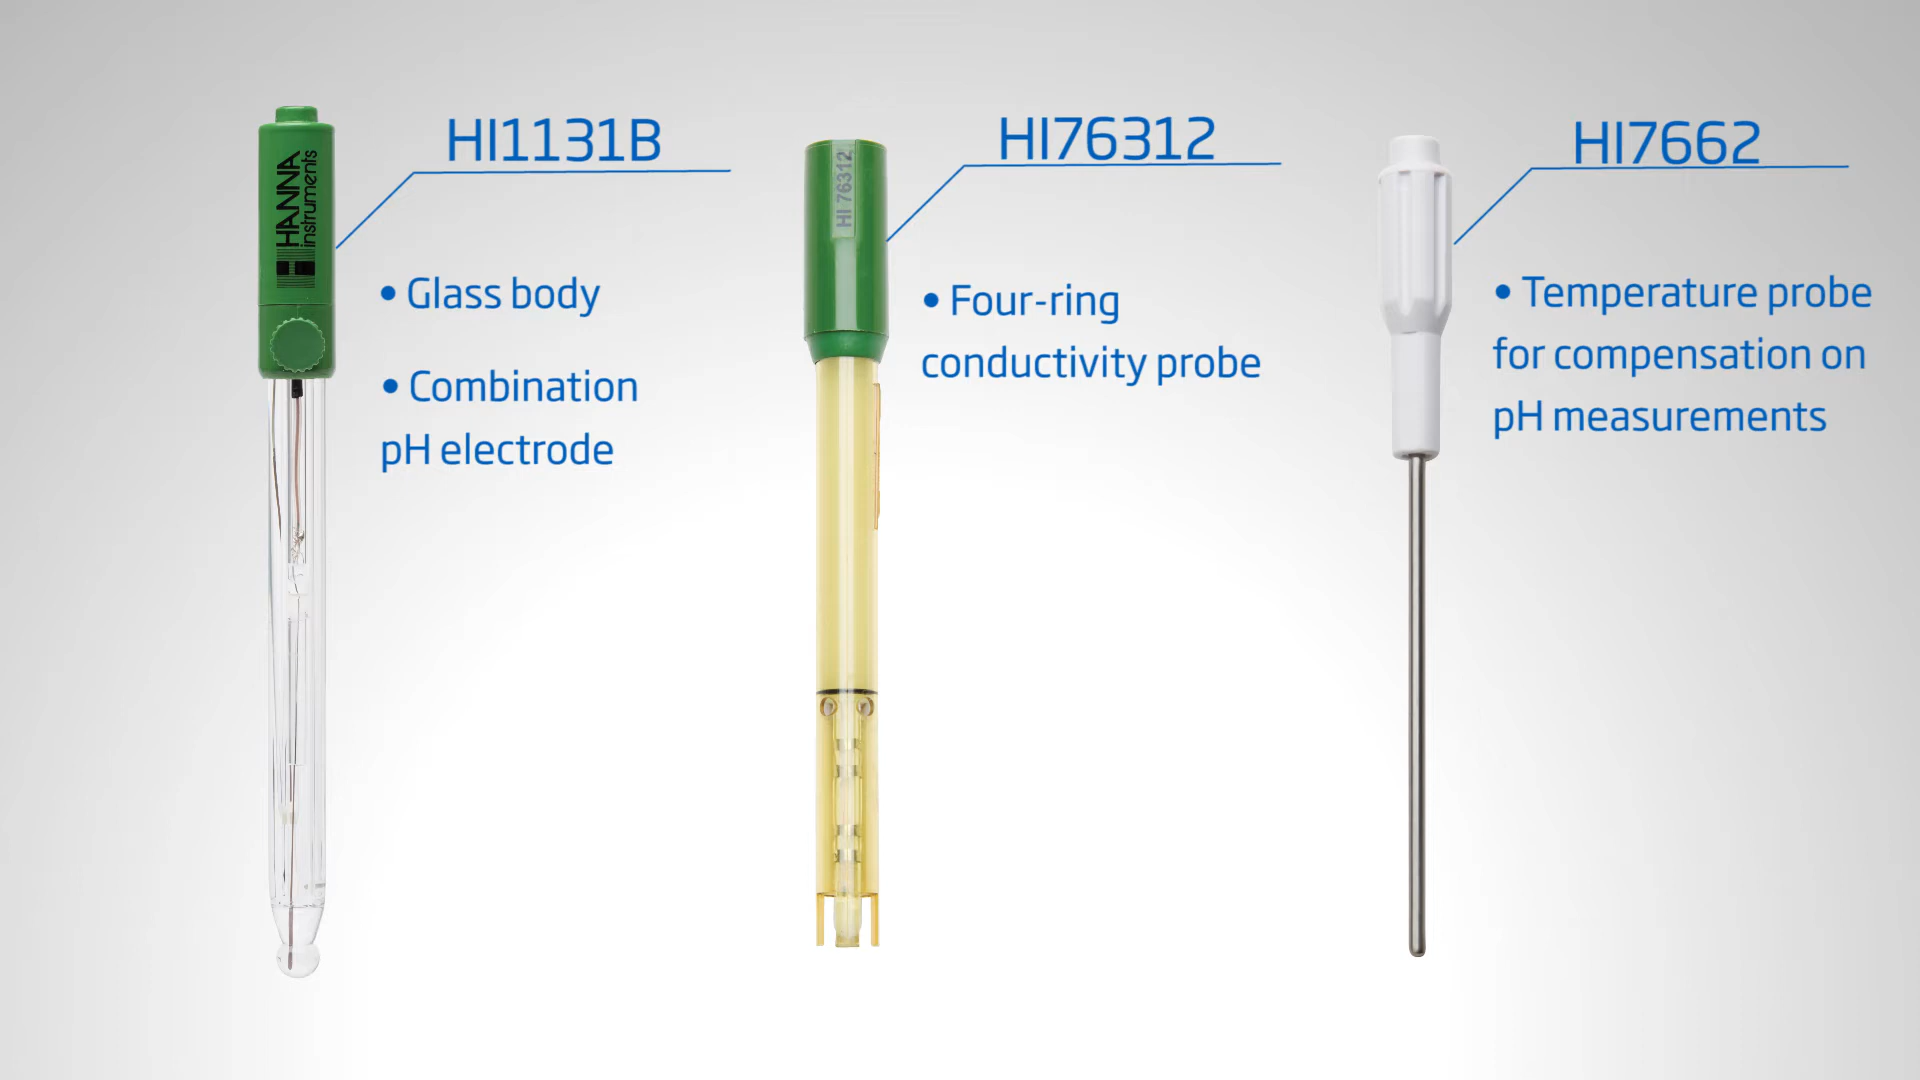 HANNA
instruments
HI1131B
• Glass body
• Combination
pH electrode
HI 76312
HI76312
• Four-ring
conductivity probe
HI7662
• Temperature probe
for compensation on
pH measurements